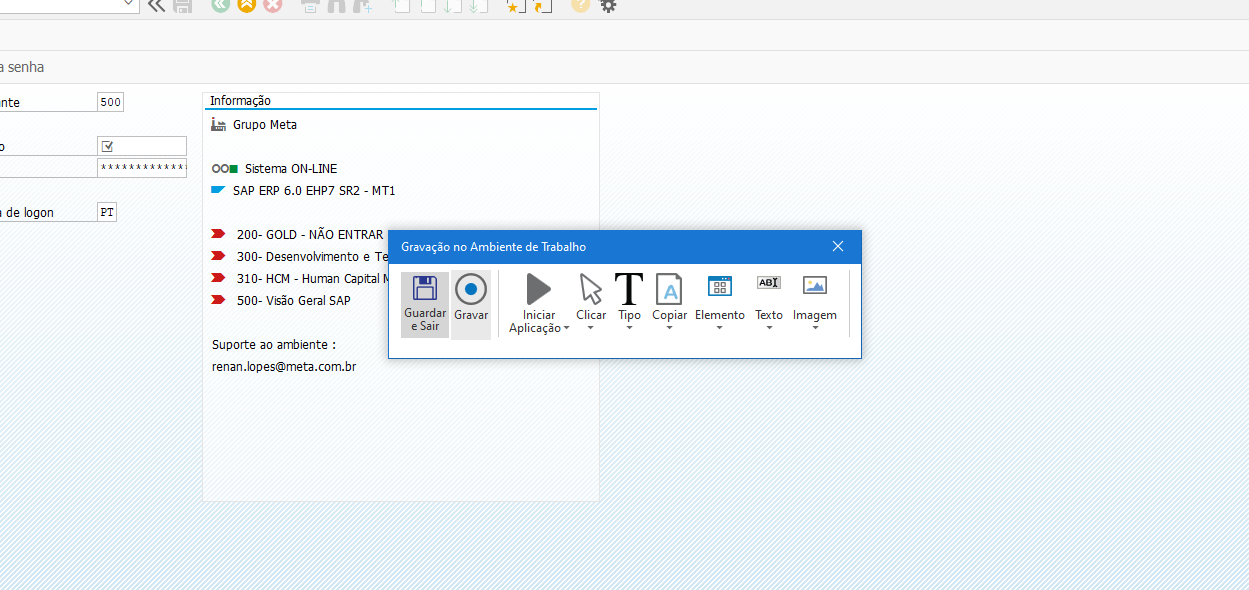 a senha
ante
500
Informação
Grupo Meta
o
************
Sistema ON-LINE
SAP ERP 6.0 EHP7 SR2 - MT1
a de logon
PT
200- GOLD - NÃO ENTRAR
300- Desenvolvimento e Te
310- HCM - Human Capital M
500- Visão Geral SAP
Suporte ao ambiente :
renan.lopes@meta.com.br
Gravação no Ambiente de Trabalho
Guardar
e Sair
Gravar
Iniciar
Aplicação
Clicar
Tipo
Copiar
Elemento
Texto
Imagem